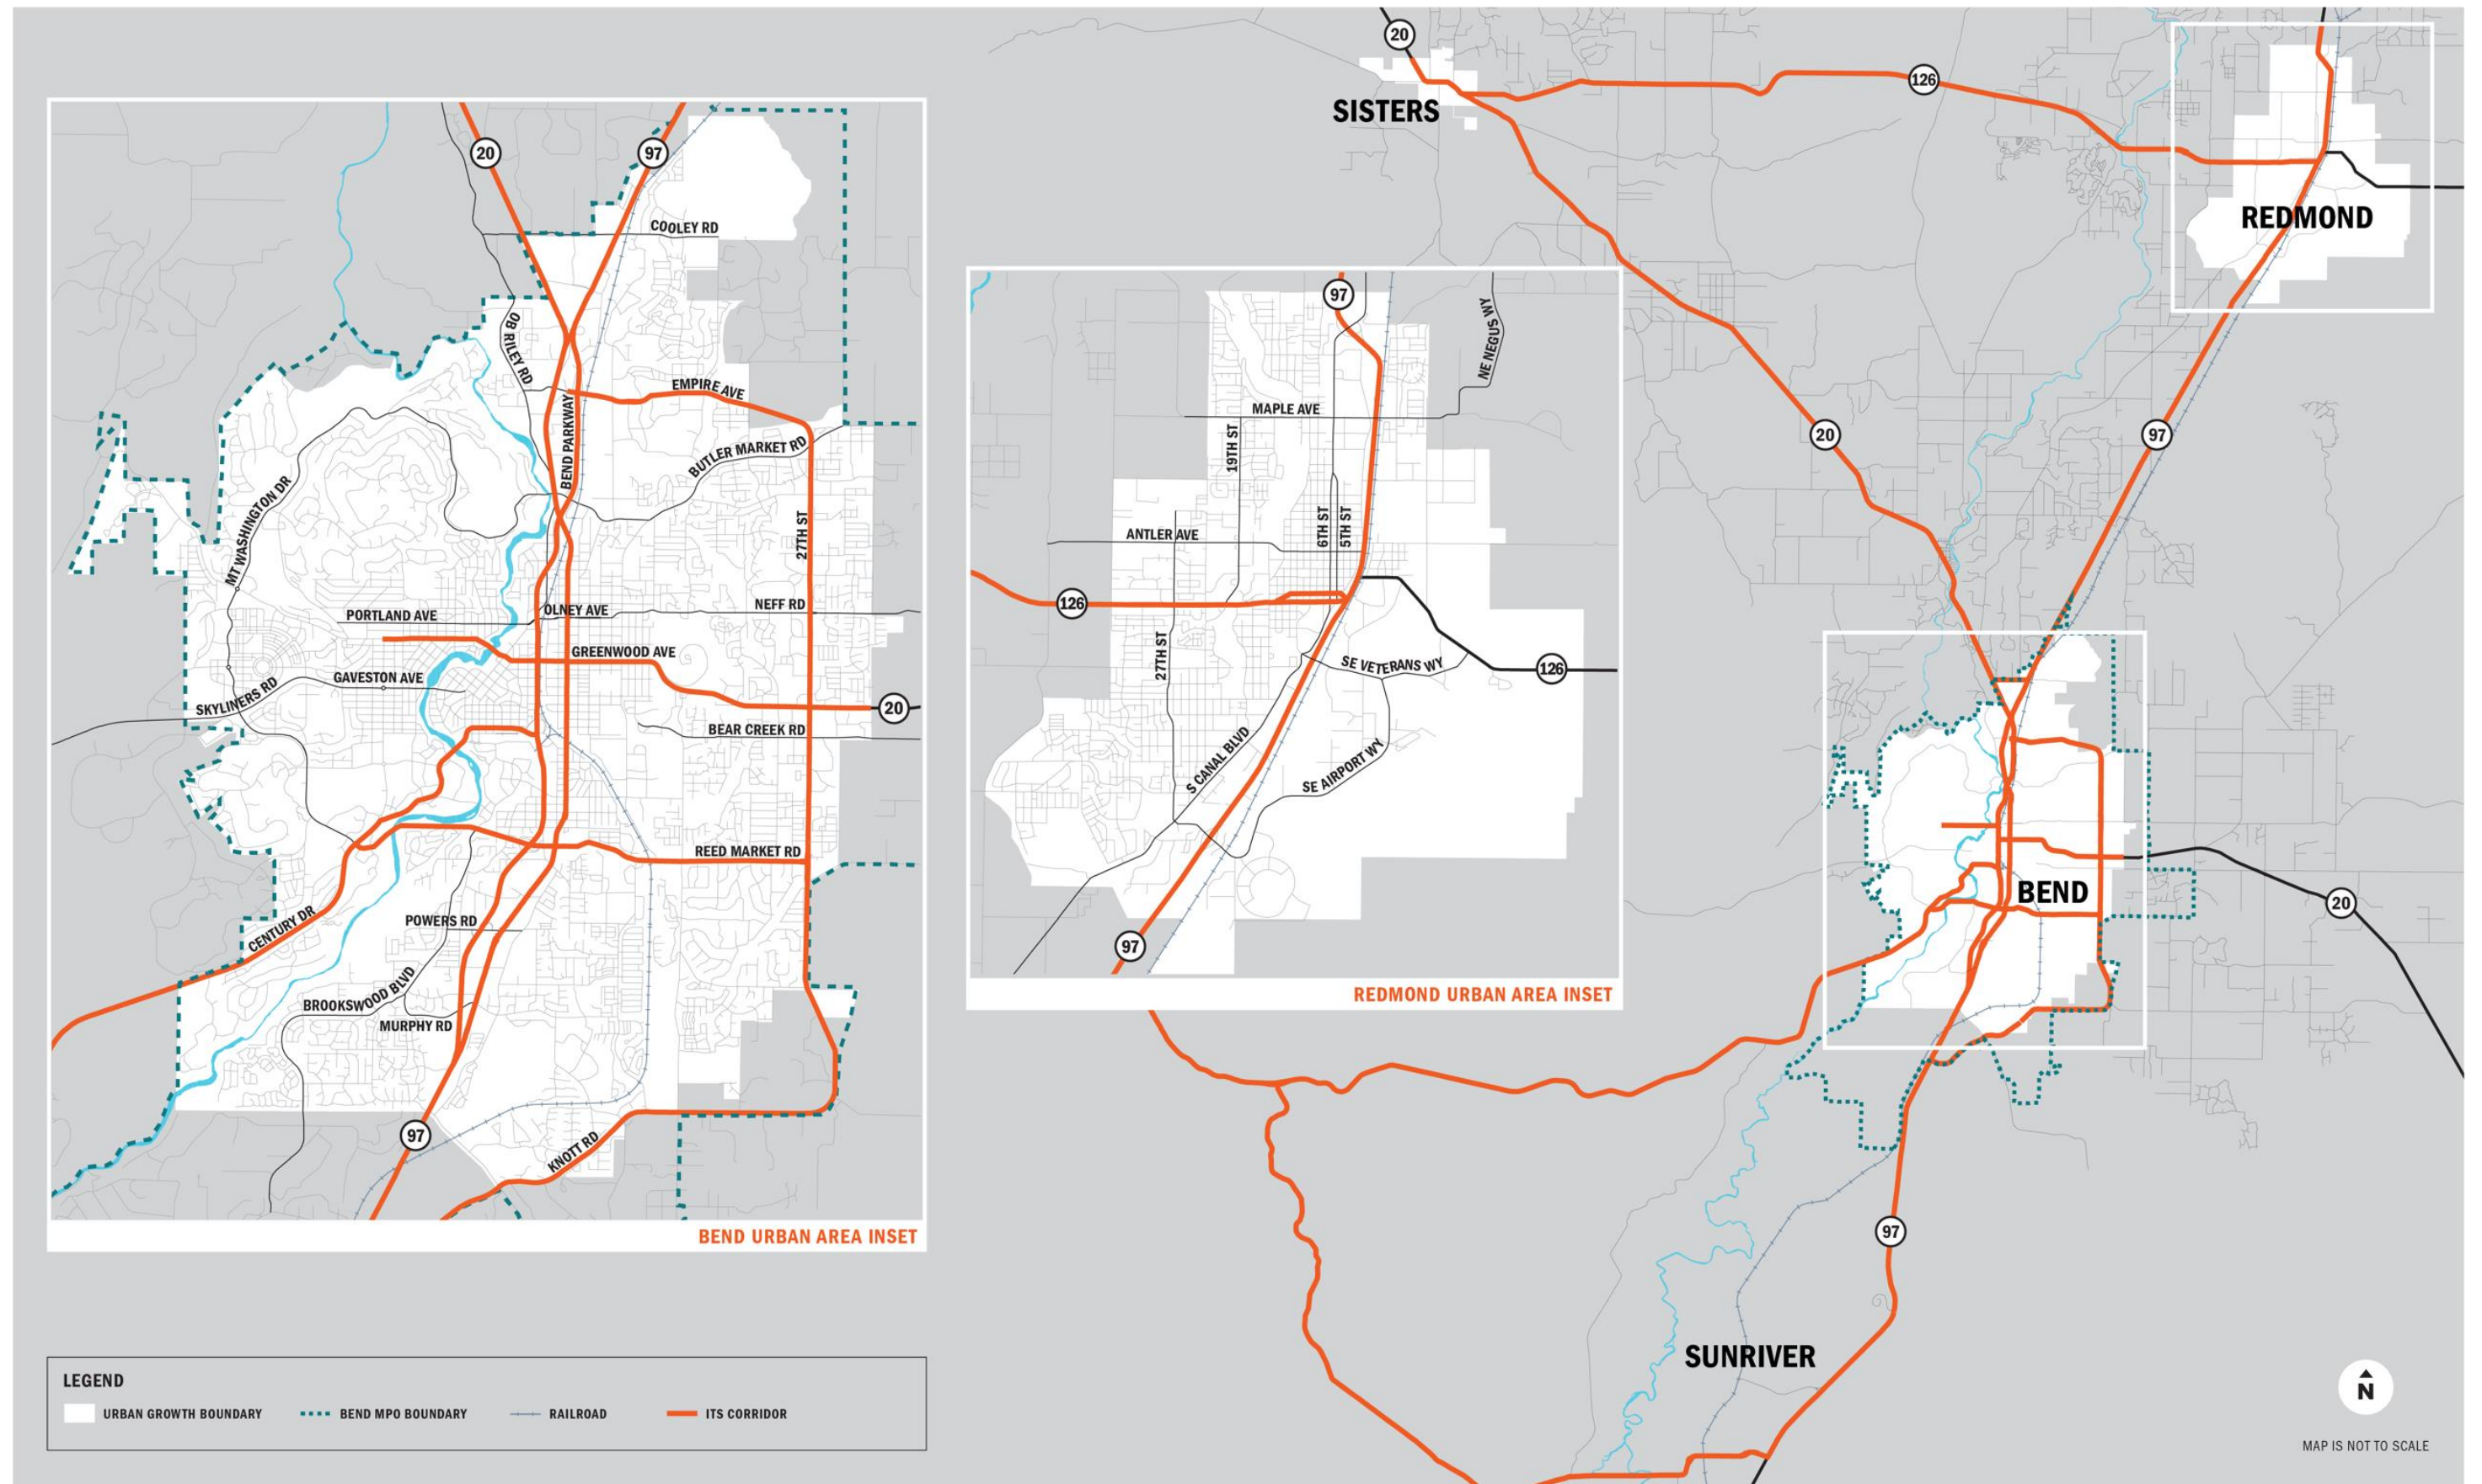 20
97
COOLEY RD
OB RILEY RD
EMPIRE AVE
BEND PARKWAY
BUTLER MARKET RD
MT WASHINGTON DR
27TH ST
PORTLAND AVE
OLNEY AVE
NEFF RD
GREENWOOD AVE
GAVESTON AVE
SKYLINERS RD
20
BEAR CREEK RD
REED MARKET RD
CENTURY DR
POWERS RD
BROOKSWOOD BLVD
MURPHY RD
97
KNOTT RD
BEND URBAN AREA INSET
LEGEND
URBAN GROWTH BOUNDARY
BEND MPO BOUNDARY
RAILROAD
ITS CORRIDOR
20
SISTERS
126
REDMOND
97
NE NEGUS WY
MAPLE AVE
19TH ST
6TH ST
5TH ST
ANTLER AVE
126
27TH ST
SE VETERANS WY
126
S CANAL BLVD
SE AIRPORT WY
97
REDMOND URBAN AREA INSET
20
97
BEND
20
97
SUNRIVER
N
MAP IS NOT TO SCALE